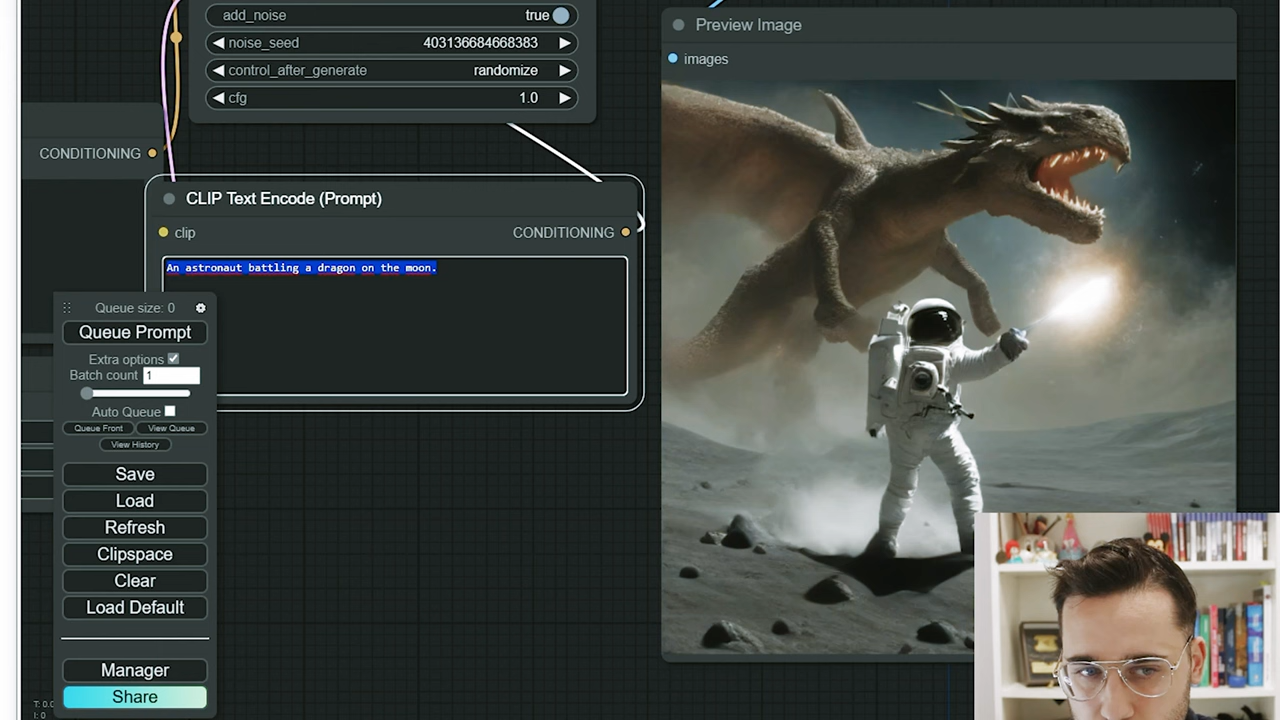 add_noise true
noise_seed 403136684668383
control_after_generate randomize
cfg 1.0
Preview Image
images
CONDITIONING
CLIP Text Encode (Prompt)
clip CONDITIONING
An astronaut battling a dragon on the moon.
Queue size: 0
Queue Prompt
Extra options
Batch count 1
Auto Queue
Queue Front View Queue
View History
Save
Load
Refresh
Clipspace
Clear
Load Default
Manager
Share
I: 0